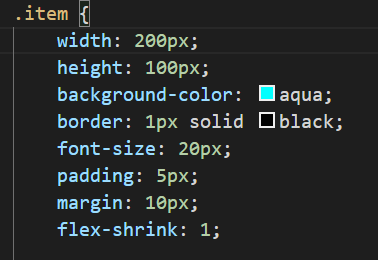 .item {
width: 200px;
height: 100px;
background-color: aqua;
border: 1px solid black;
font-size: 20px;
padding: 5px;
margin: 10px;
flex-shrink: 1;